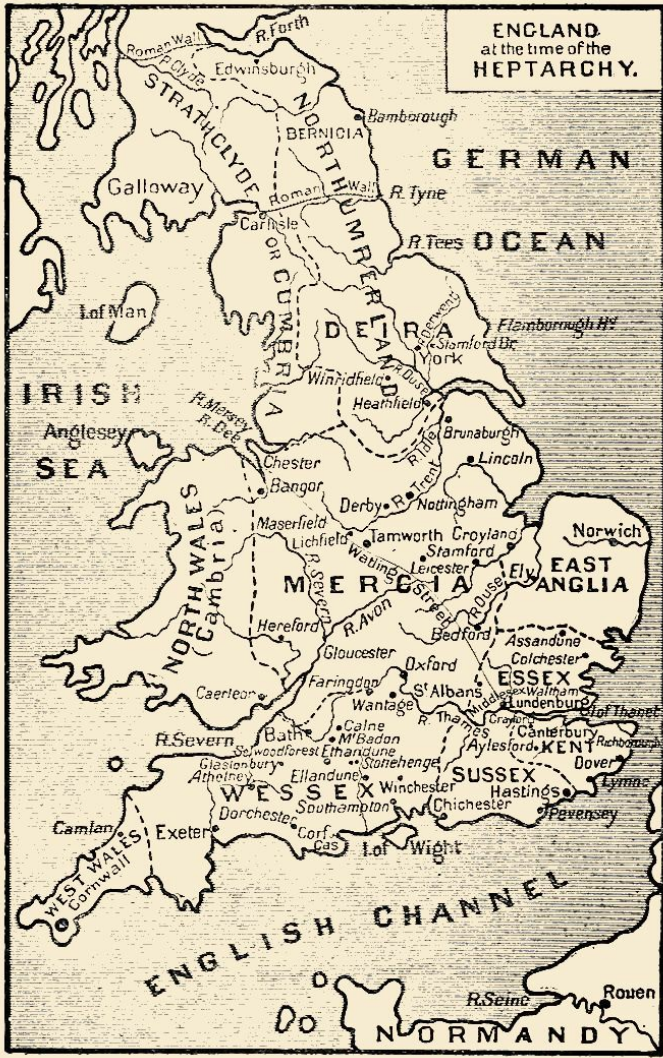 ENGLAND
at the time of the
HEPTARCHY.
R. Forth
Roman Wall
R. Clyde
Edwinsburgh
STRATHCLYDE
OR CUMBRIA
NORTHUMBERLAND
BERNICIA
Bamborough
GERMAN
OCEAN
Galloway
Roman Wall
R. Tyne
Carlisle
R. Tees
I. of Man
DEIRA
R. Derwent
Flamborough Hd
Stamford Br.
York
IRISH
SEA
Winridfield
R. Ouse
Heathfield
R. Mersey
R. Dee
Anglesey
Brunaburgh
R. Idle
Chester
Lincoln
Bangor
R. Trent
Derby
Nottingham
NORTH WALES
(Cambria)
Maserfield
Lichfield
Tamworth
Croyland
Norwich
Stamford
Watling Street
Leicester
R. Severn
MERCIA
Ely
EAST
ANGLIA
R. Ouse
R. Avon
Hereford
Bedford
Assandune
Gloucester
Colchester
Oxford
ESSEX
Faringdon
St Albans
Waltham
Caerleon
Wantage
Middlesex
Lundenburg
I. of Thanet
R. Thames
Crayford
R. Severn
Bath
Calne
Canterbury
Mt Badon
Aylesford
KENT
Richborough
Selwoodforest
Ethandune
Glastonbury
Stonehenge
Dover
Athelney
Ellandune
SUSSEX
Lymne
WESSEX
Winchester
Hastings
Southampton
Chichester
Pevensey
Dorchester
Camlan
Exeter
Corf
Cas
I. of Wight
WEST WALES
Cornwall
ENGLISH CHANNEL
R. Seine
Rouen
NORMANDY